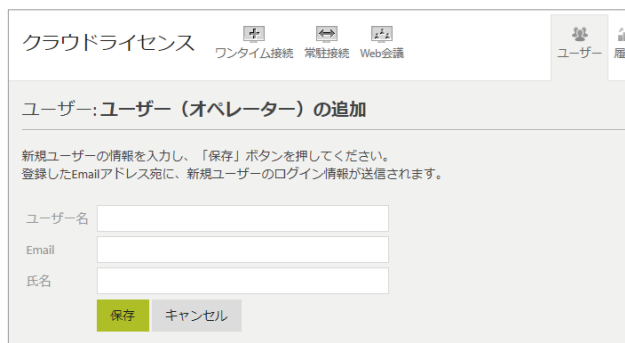 クラウドライセンス
ワンタイム接続 常駐接続 Web会議
ユーザー
ユーザー: ユーザー（オペレーター）の追加
新規ユーザーの情報を入力し、「保存」ボタンを押してください。
登録したEmailアドレス宛に、新規ユーザーのログイン情報が送信されます。
ユーザー名
Email
氏名
保存 キャンセル